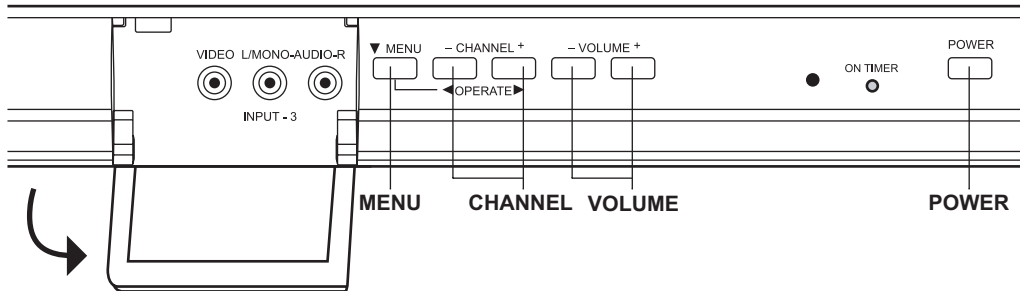 VIDEO L/MONO-AUDIO-R
INPUT - 3
▼ MENU
– CHANNEL +
– VOLUME +
◄OPERATE►
ON TIMER
POWER
MENU
CHANNEL
VOLUME
POWER